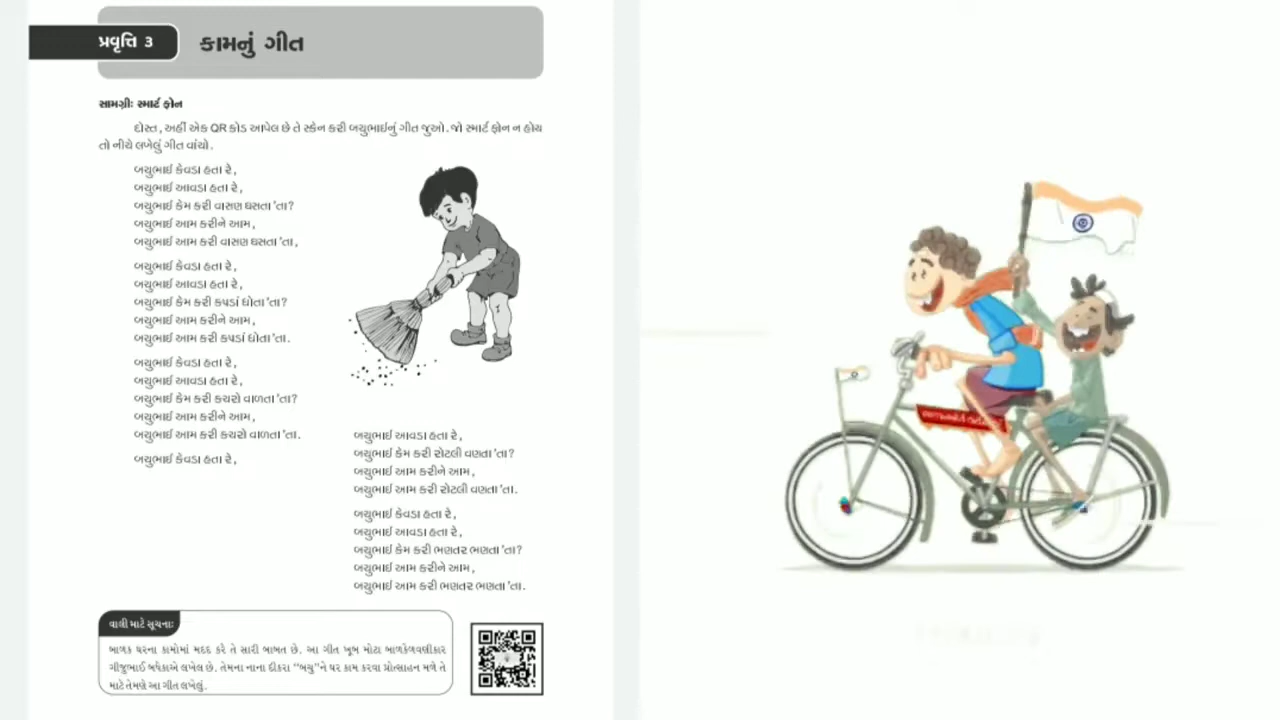 પ્રવૃત્તિ ૩
કામનું ગીત
સામગ્રીઃ સ્માર્ટ ફોન
દોસ્ત, અહીં એક QR કોડ આપેલ છે તે સ્કેન કરી બચુભાઈનું ગીત જુઓ. જો સ્માર્ટ ફોન ન હોય
તો નીચે લખેલું ગીત વાંચો.
બચુભાઈ કેવડા હતા રે,
બચુભાઈ આવડા હતા રે,
બચુભાઈ કેમ કરી વાસણ ઘસતા 'તા?
બચુભાઈ આમ કરીને આમ,
બચુભાઈ આમ કરી વાસણ ઘસતા 'તા,
બચુભાઈ કેવડા હતા રે,
બચુભાઈ આવડા હતા રે,
બચુભાઈ કેમ કરી કપડાં ધોતા 'તા?
બચુભાઈ આમ કરીને આમ,
બચુભાઈ આમ કરી કપડાં ધોતા 'તા.
બચુભાઈ કેવડા હતા રે,
બચુભાઈ આવડા હતા રે,
બચુભાઈ કેમ કરી કચરો વાળતા 'તા?
બચુભાઈ આમ કરીને આમ,
બચુભાઈ આમ કરી કચરો વાળતા 'તા.
બચુભાઈ કેવડા હતા રે,
બચુભાઈ આવડા હતા રે,
બચુભાઈ કેમ કરી રોટલી વણતા 'તા?
બચુભાઈ આમ કરીને આમ,
બચુભાઈ આમ કરી રોટલી વણતા 'તા.
બચુભાઈ કેવડા હતા રે,
બચુભાઈ આવડા હતા રે,
બચુભાઈ કેમ કરી ભણતર ભણતા 'તા?
બચુભાઈ આમ કરીને આમ,
બચુભાઈ આમ કરી ભણતર ભણતા 'તા.
વાલી માટે સૂચનાઃ
બાળક ઘરના કામોમાં મદદ કરે તે સારી બાબત છે. આ ગીત ખૂબ મોટા બાળકેળવણીકાર
ગીજુભાઈ બધેકાએ લખેલ છે. તેમના નાના દીકરા “બચુ”ને ઘર કામ કરવા પ્રોત્સાહન મળે તે
માટે તેમણે આ ગીત લખેલું.